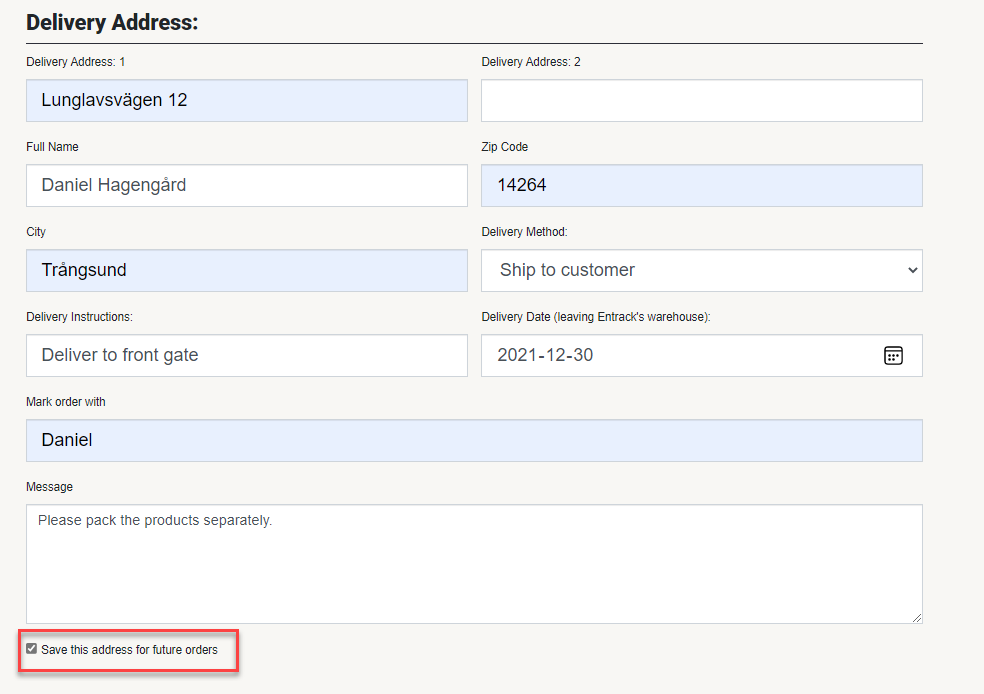 Delivery Address:
Delivery Address: 1
Delivery Address: 2
Lunglavsvägen 12
Full Name
Zip Code
Daniel Hagengård
14264
City
Delivery Method:
Trångsund
Ship to customer
Delivery Instructions:
Delivery Date (leaving Entrack's warehouse):
Deliver to front gate
2021-12-30
Mark order with
Daniel
Message
Please pack the products separately.
Save this address for future orders